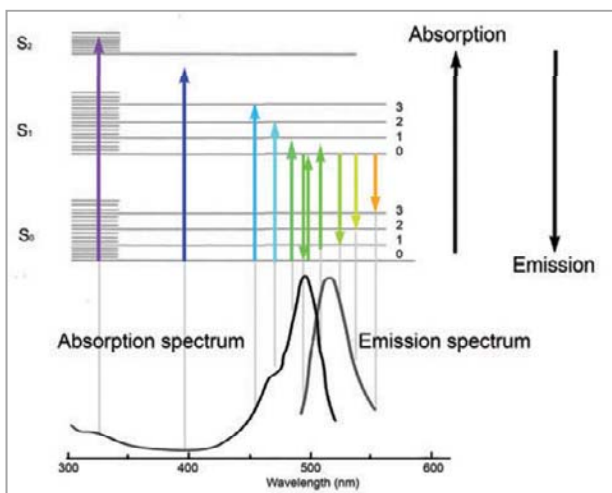 S2
Absorption
3
2
1
0
S1
3
2
1
0
S0
Emission
Absorption spectrum
Emission spectrum
300
400
500
600
Wavelength (nm)